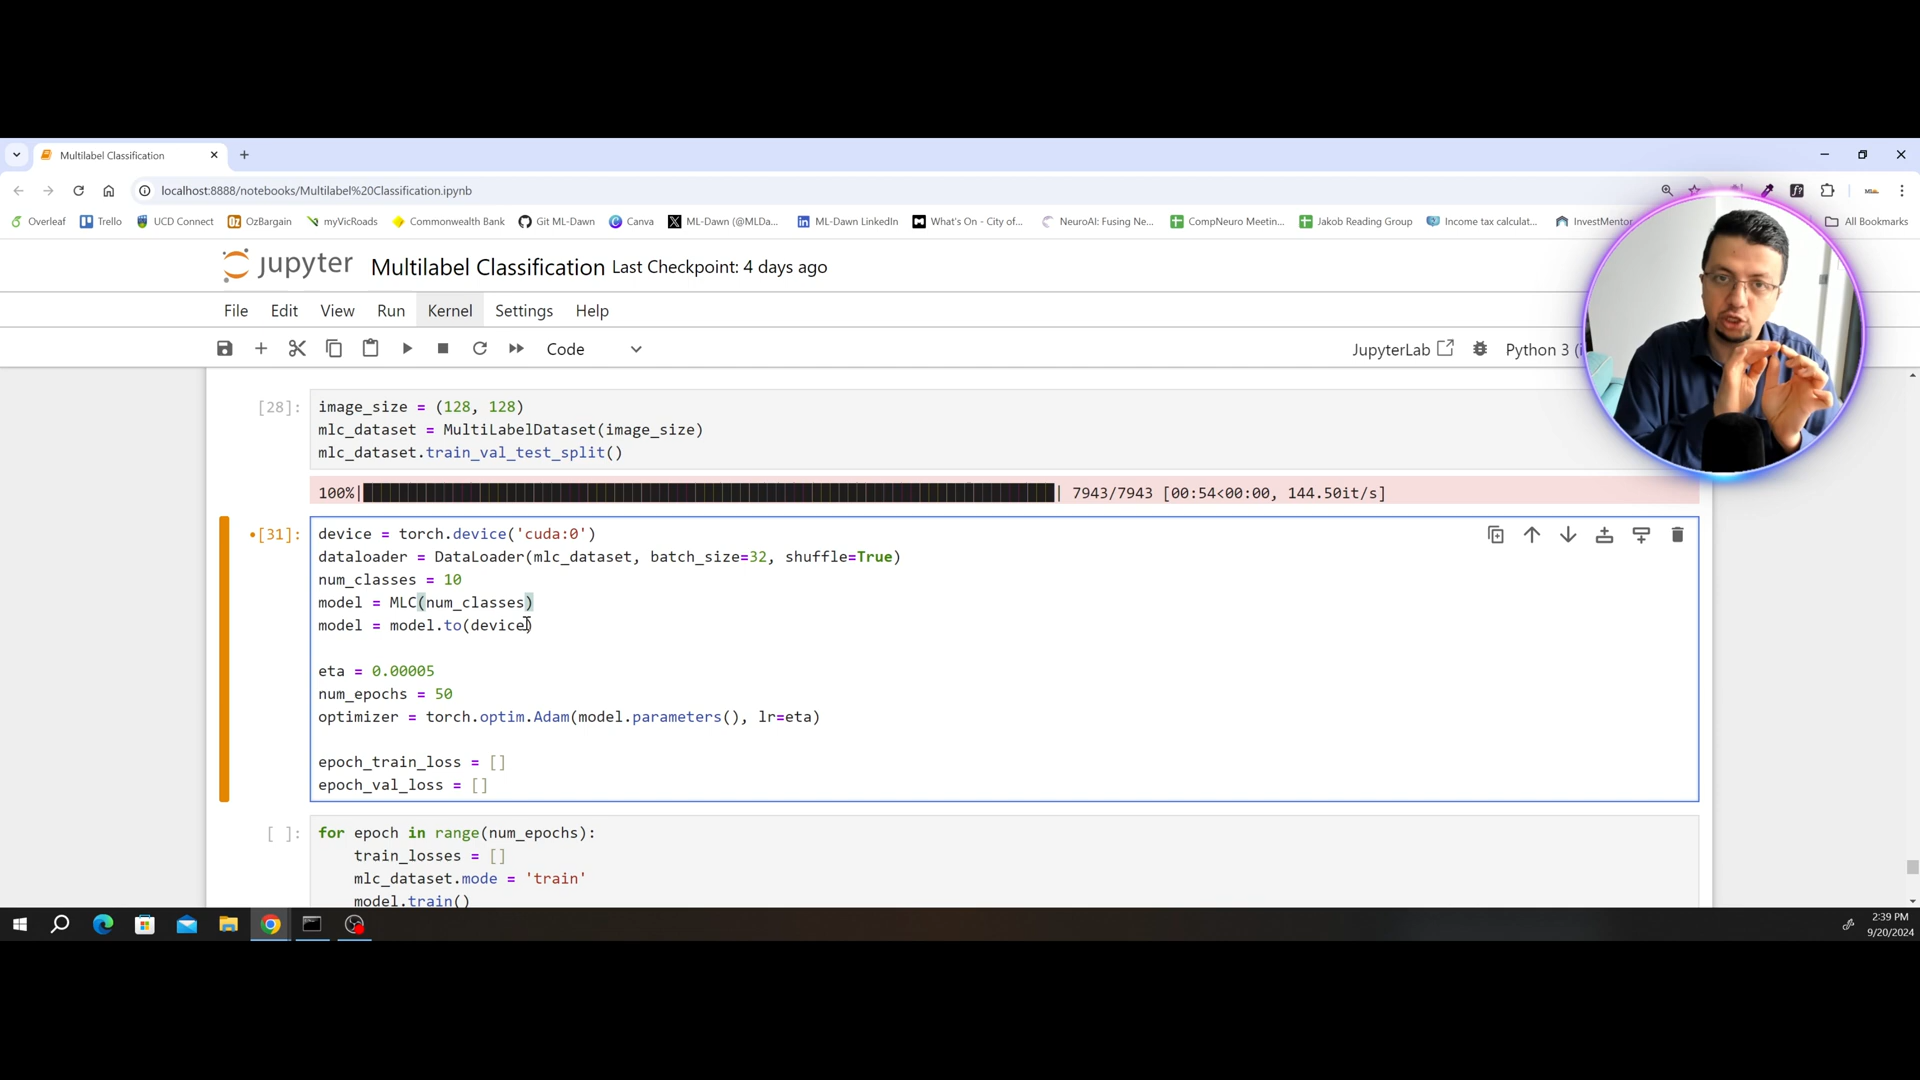 Multilabel Classification
localhost:8888/notebooks/Multilabel%20Classification.ipynb
Overleaf Trello UCD Connect OzBargain myVicRoads Commonwealth Bank Git ML-Dawn Canva ML-Dawn (@MLDa... ML-Dawn LinkedIn What's On - City of... NeuroAI: Fusing Ne... CompNeuro Meetin... Jakob Reading Group Income tax calculat... InvestMentor All Bookmarks
jupyter Multilabel Classification Last Checkpoint: 4 days ago
File Edit View Run Kernel Settings Help
Code JupyterLab Python 3 (i
[28]: image_size = (128, 128)
mlc_dataset = MultiLabelDataset(image_size)
mlc_dataset.train_val_test_split()
100%| | 7943/7943 [00:54<00:00, 144.50it/s]
•[31]: device = torch.device('cuda:0')
dataloader = DataLoader(mlc_dataset, batch_size=32, shuffle=True)
num_classes = 10
model = MLC(num_classes)
model = model.to(device)
eta = 0.00005
num_epochs = 50
optimizer = torch.optim.Adam(model.parameters(), lr=eta)
epoch_train_loss = []
epoch_val_loss = []
[ ]: for epoch in range(num_epochs):
train_losses = []
mlc_dataset.mode = 'train'
model.train()
2:39 PM
9/20/2024